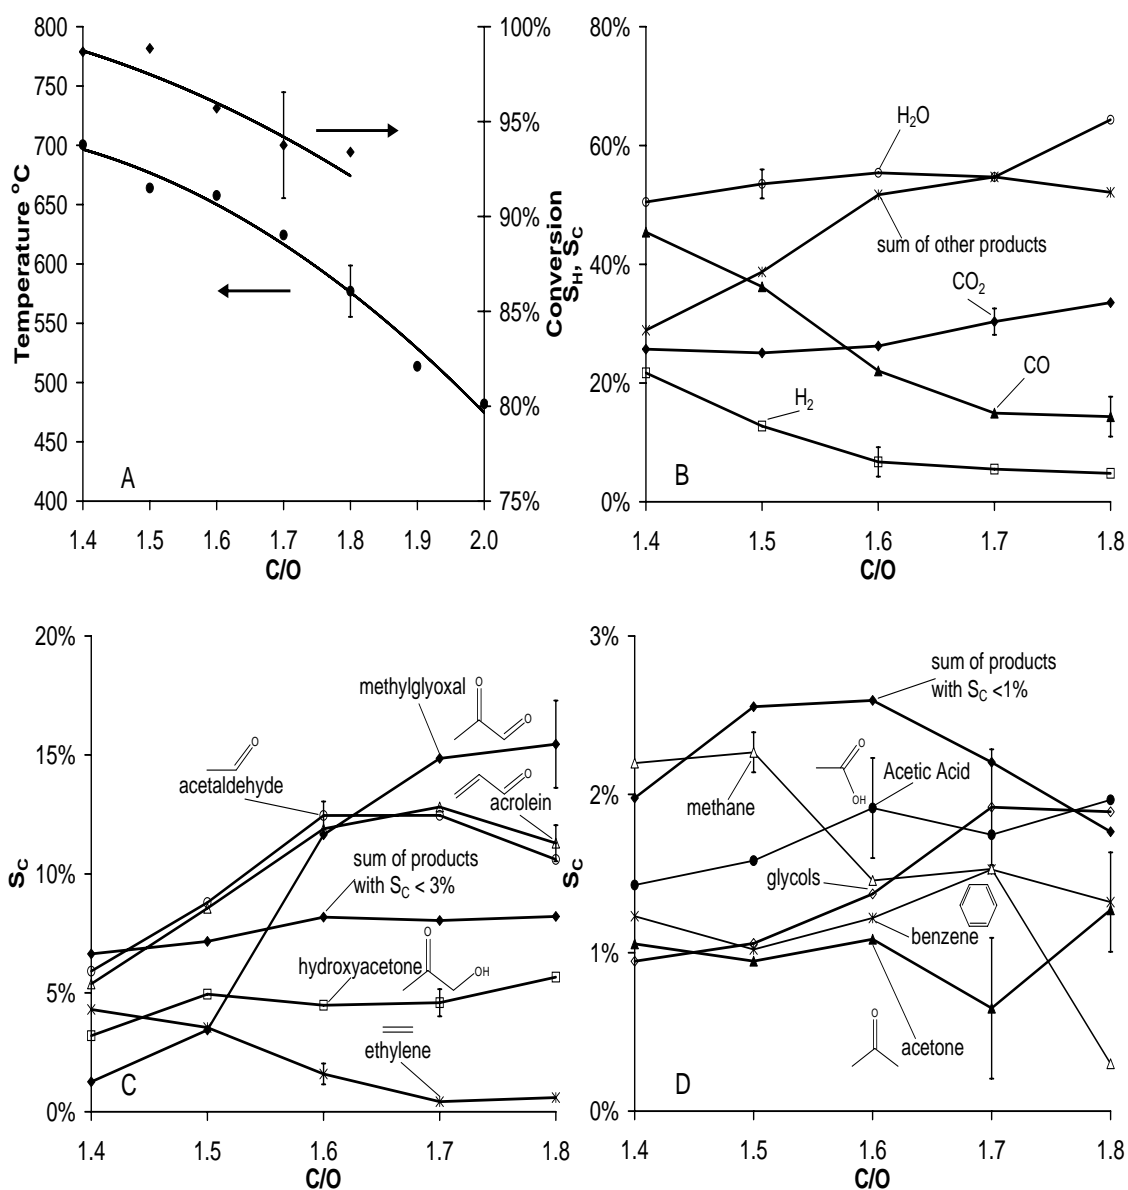 800
750
700
650
600
550
500
450
400
Temperature °C
100%
95%
90%
85%
80%
75%
Conversion
A
1.4
1.5
1.6
1.7
1.8
1.9
2.0
C/O
80%
60%
40%
20%
0%
S_H, S_C
H₂O
sum of other products
CO₂
CO
H₂
B
1.4
1.5
1.6
1.7
1.8
C/O
20%
15%
10%
5%
0%
S_C
methylglyoxal
O
O
O
acetaldehyde
O
acrolein
sum of products
with S_C < 3%
O
hydroxyacetone
OH
ethylene
C
1.4
1.5
1.6
1.7
1.8
C/O
3%
2%
1%
0%
S_C
sum of products
with S_C <1%
O
OH
Acetic Acid
methane
glycols
benzene
O
acetone
D
1.4
1.5
1.6
1.7
1.8
C/O